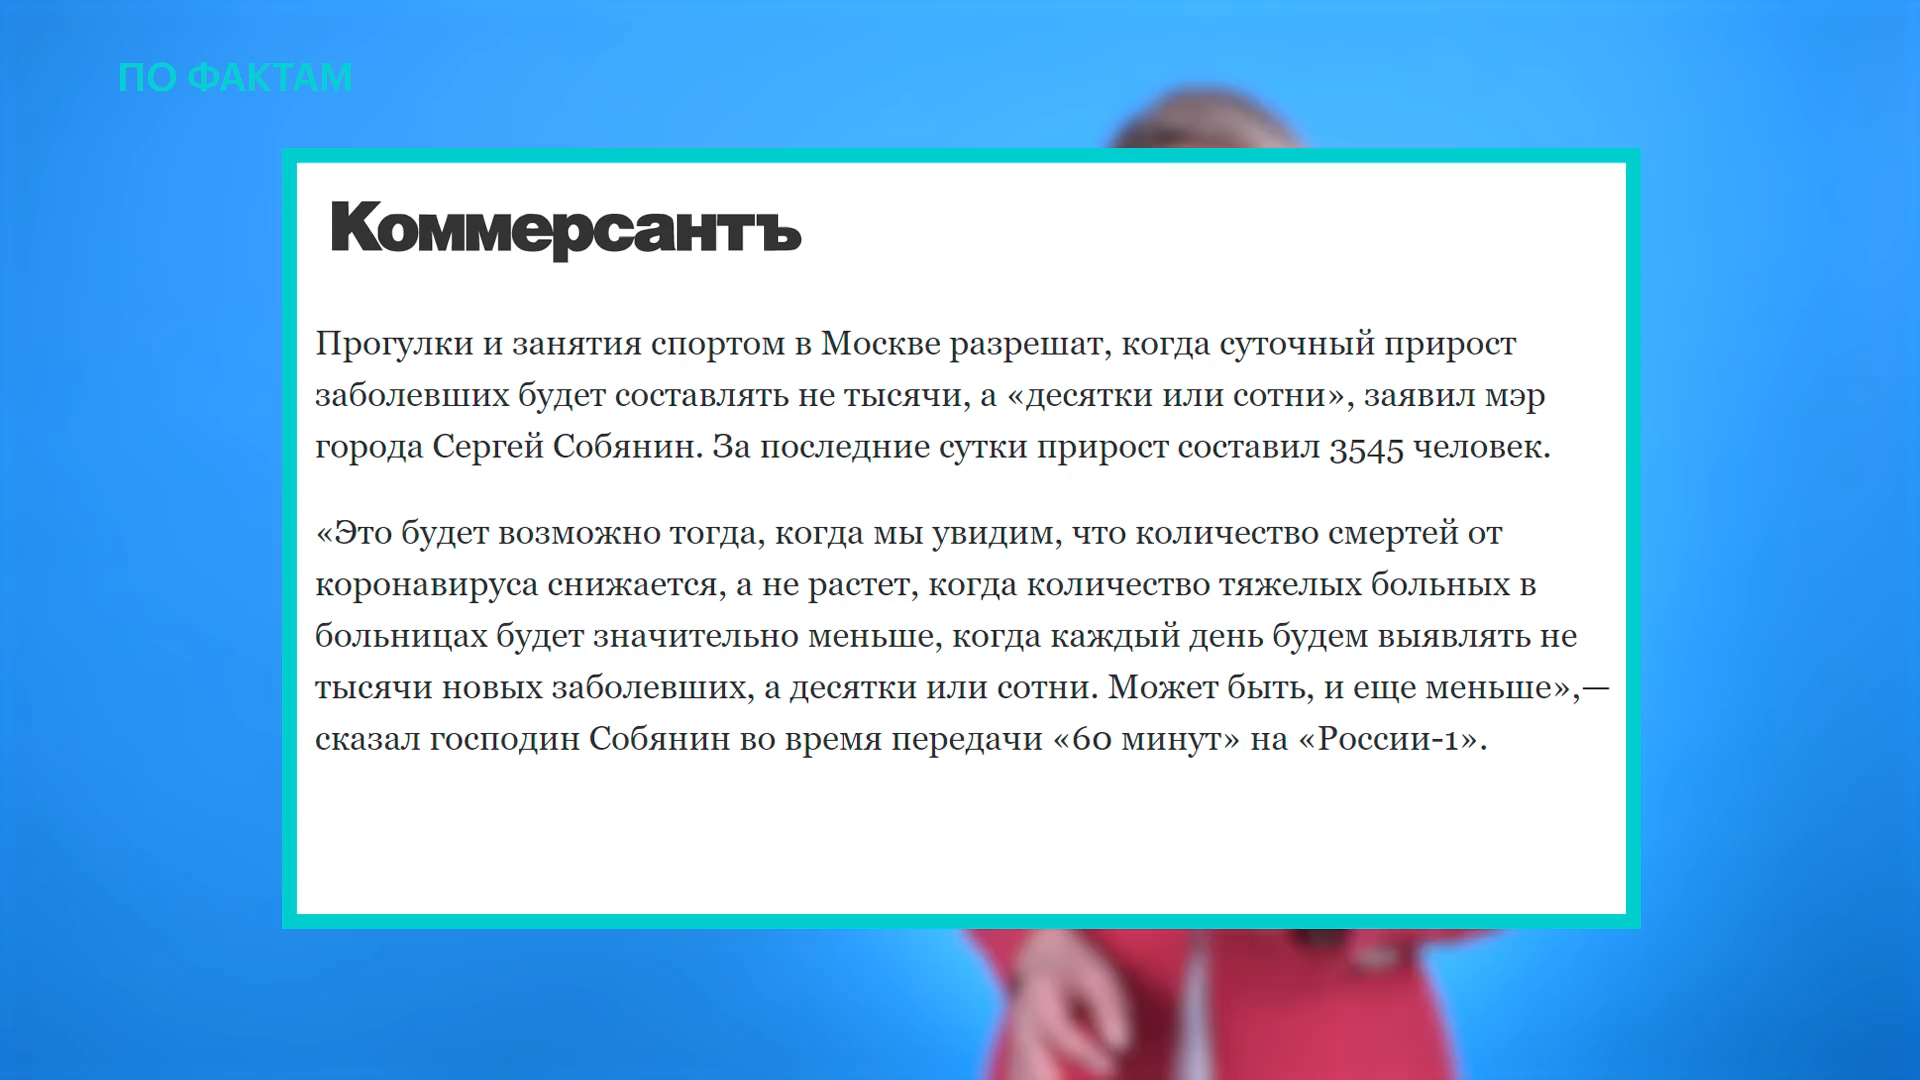 ПО ФАКТАМ
Коммерсантъ
Прогулки и занятия спортом в Москве разрешат, когда суточный прирост
заболевших будет составлять не тысячи, а «десятки или сотни», заявил мэр
города Сергей Собянин. За последние сутки прирост составил 3545 человек.
«Это будет возможно тогда, когда мы увидим, что количество смертей от
коронавируса снижается, а не растет, когда количество тяжелых больных в
больницах будет значительно меньше, когда каждый день будем выявлять не
тысячи новых заболевших, а десятки или сотни. Может быть, и еще меньше»,—
сказал господин Собянин во время передачи «60 минут» на «России-1».